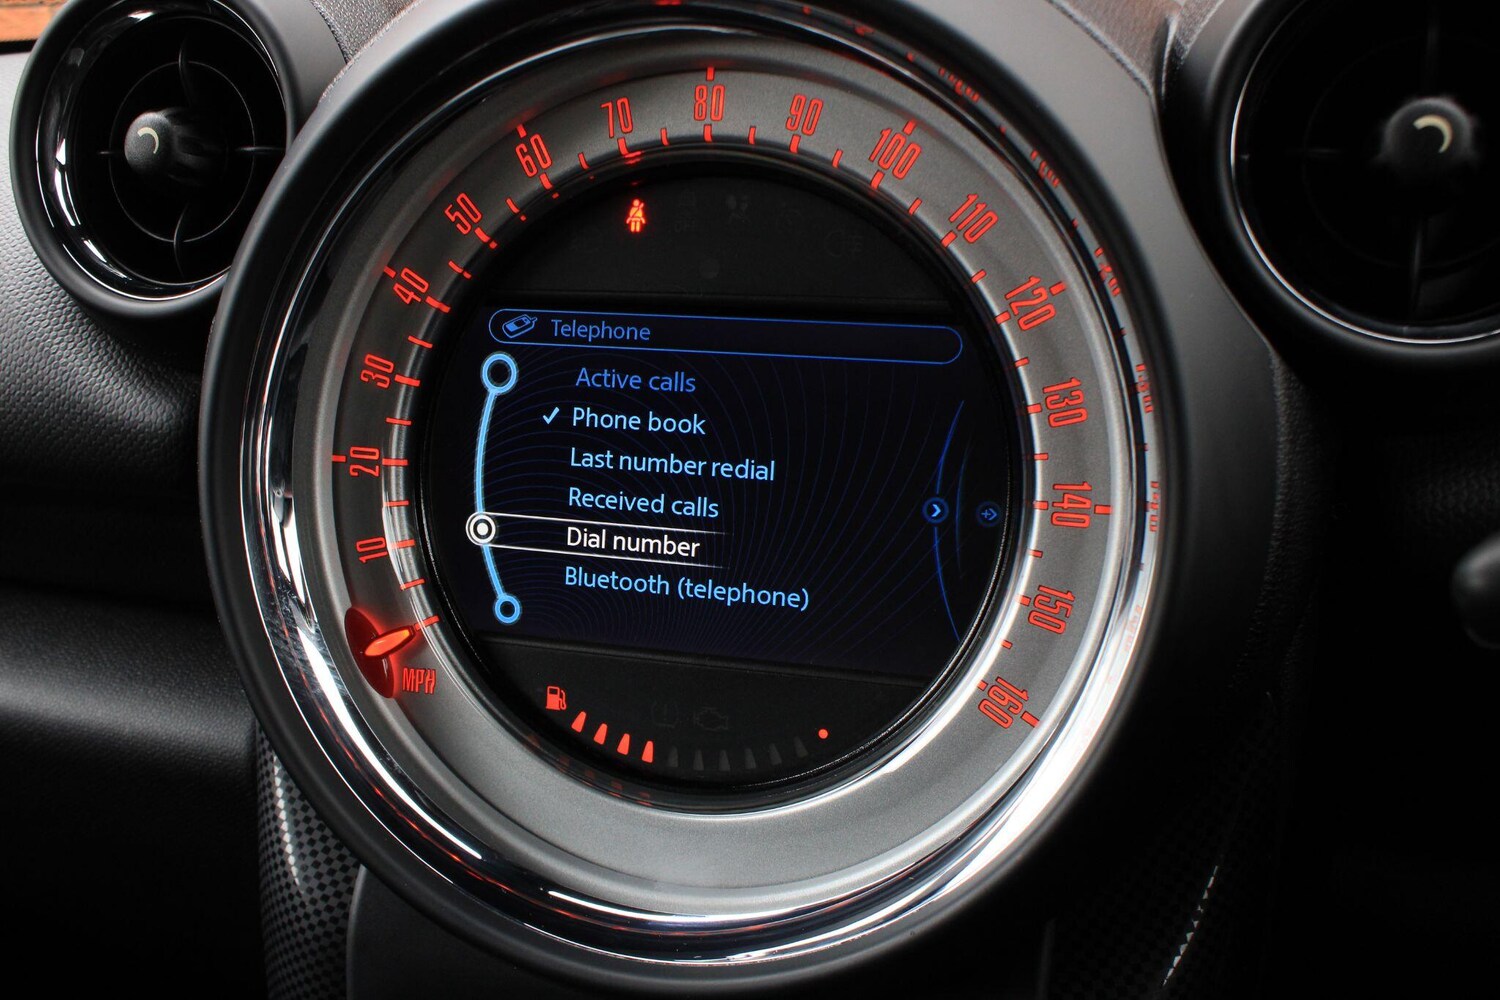 10
20
30
40
50
60
70
80
90
100
110
120
130
140
150
160
MPH
Telephone
Active calls
Phone book
Last number redial
Received calls
Dial number
Bluetooth (telephone)